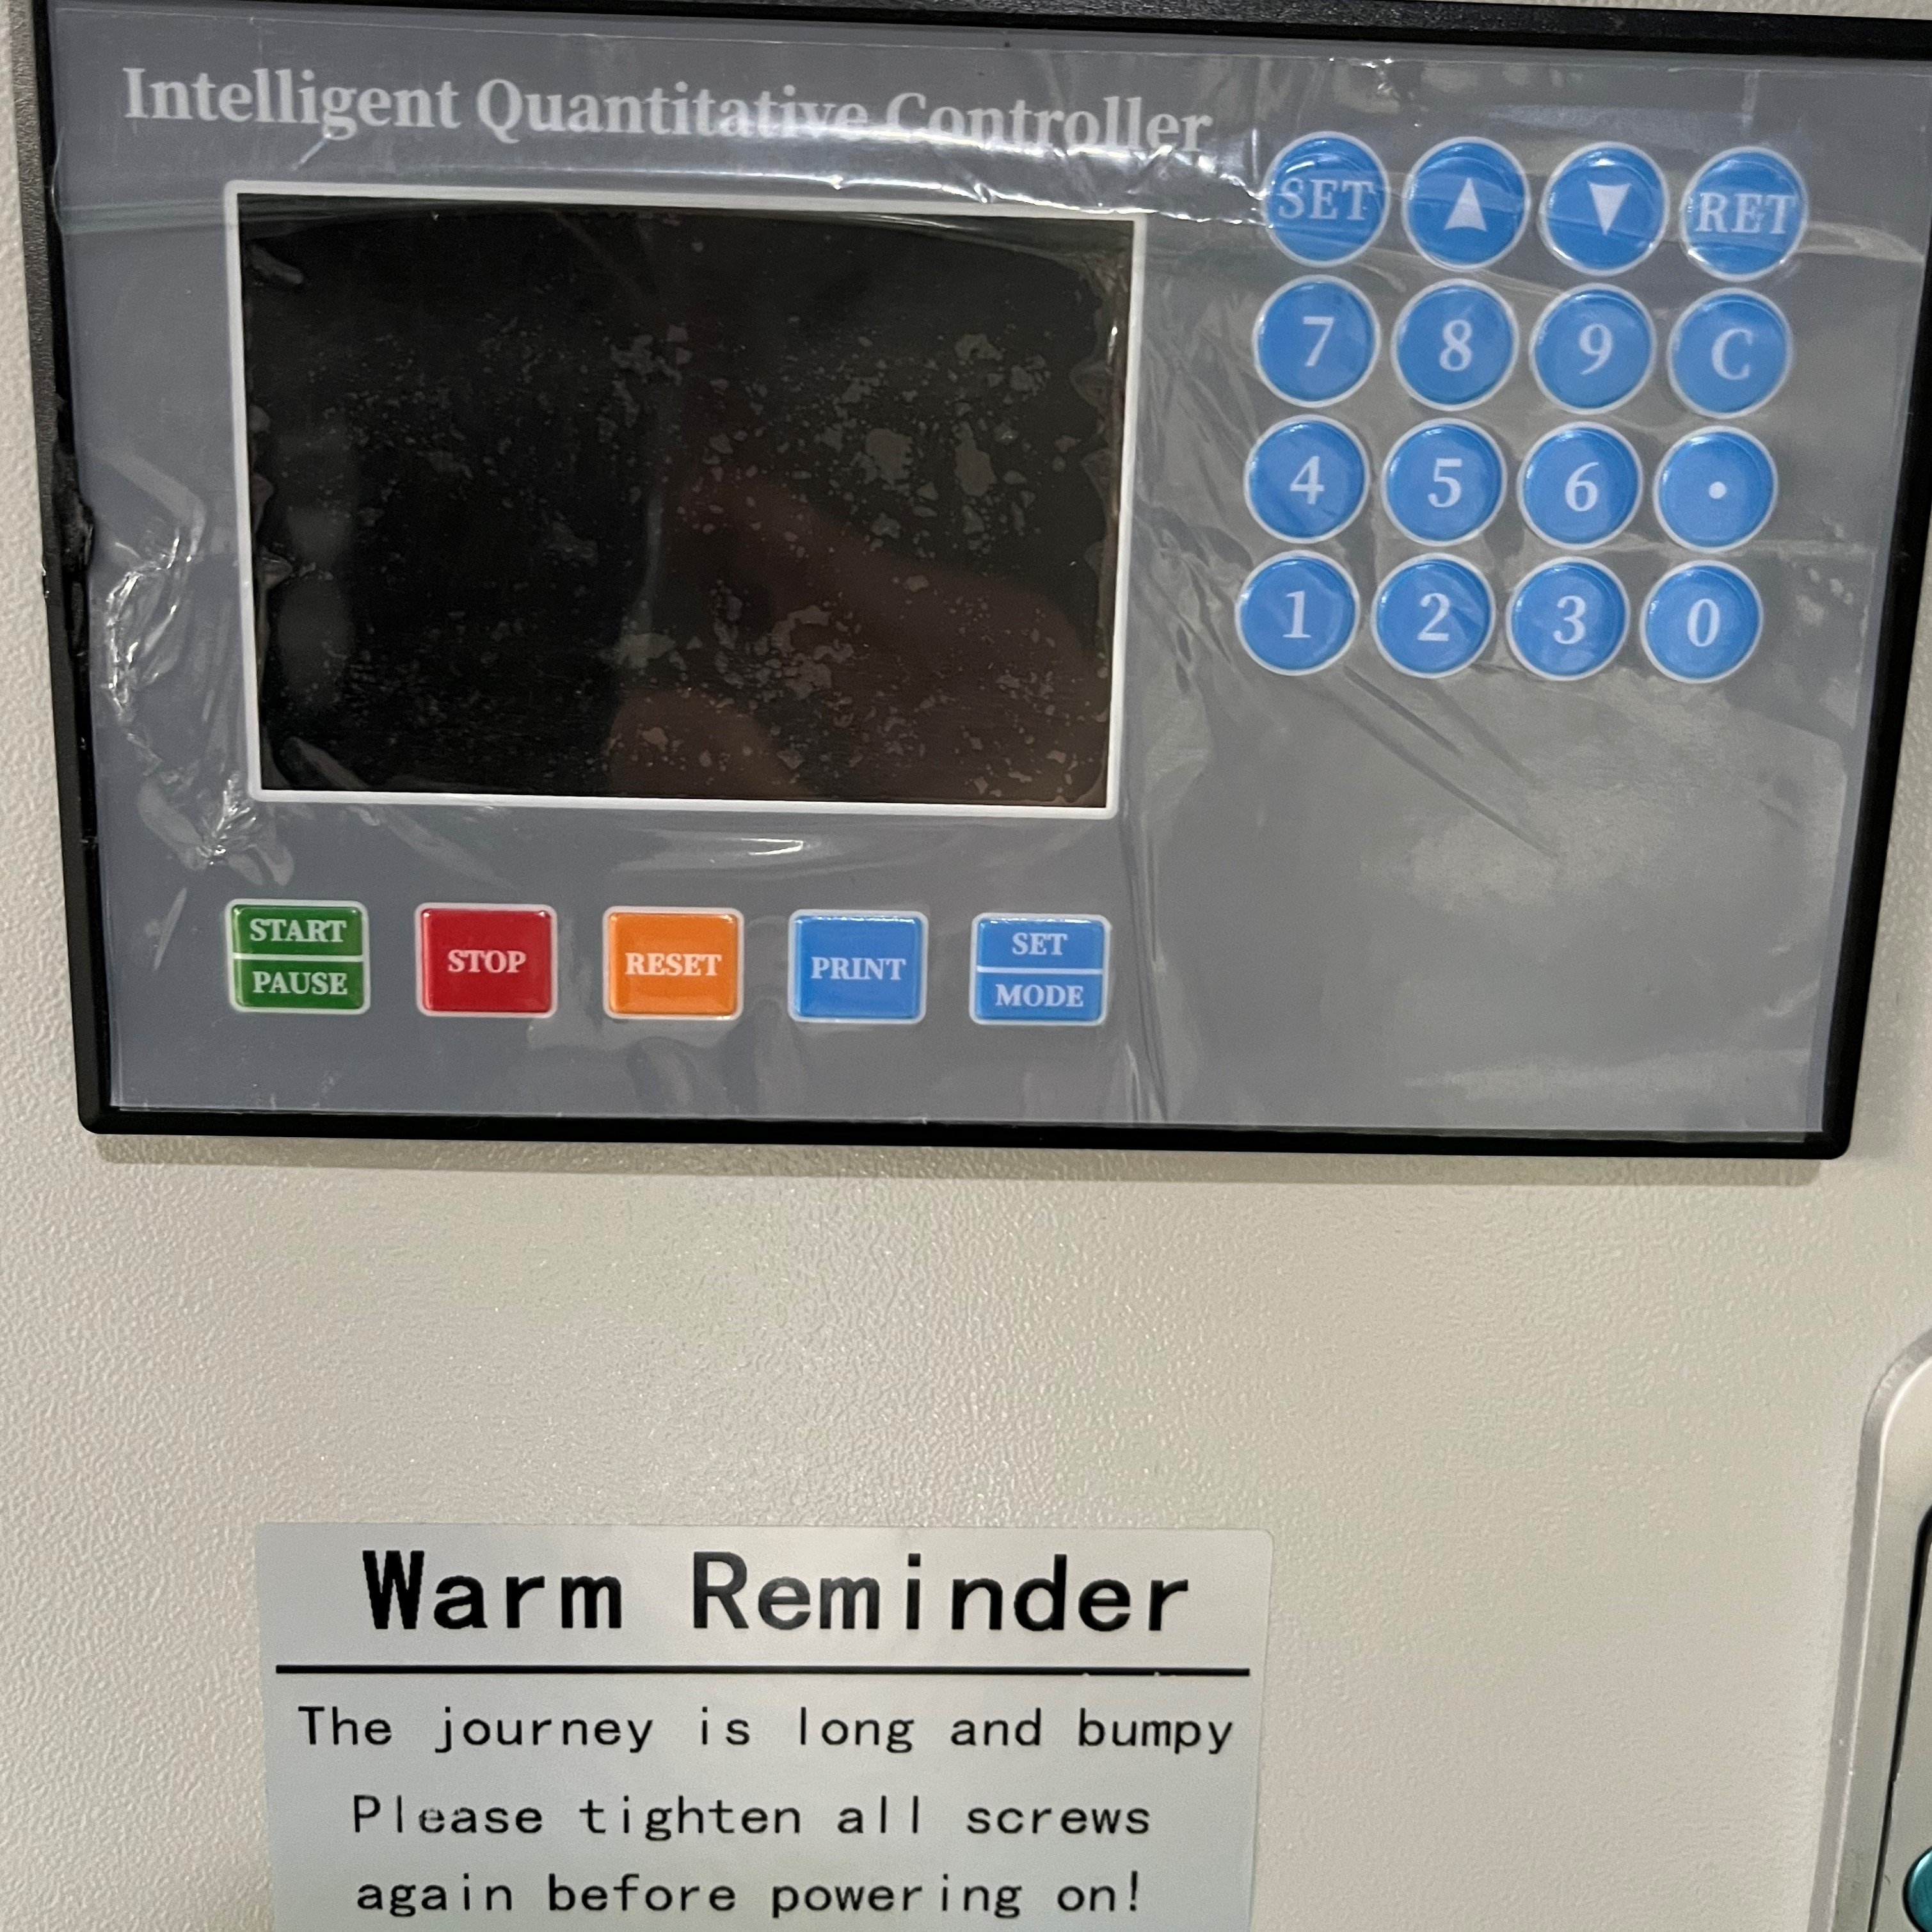 Intelligent Quantitative Controller
SET ▲ ▼ RET
7 8 9 C
4 5 6 •
1 2 3 0
START
PAUSE
STOP
RESET
PRINT
SET
MODE
Warm Reminder
The journey is long and bumpy
Please tighten all screws
again before powering on!